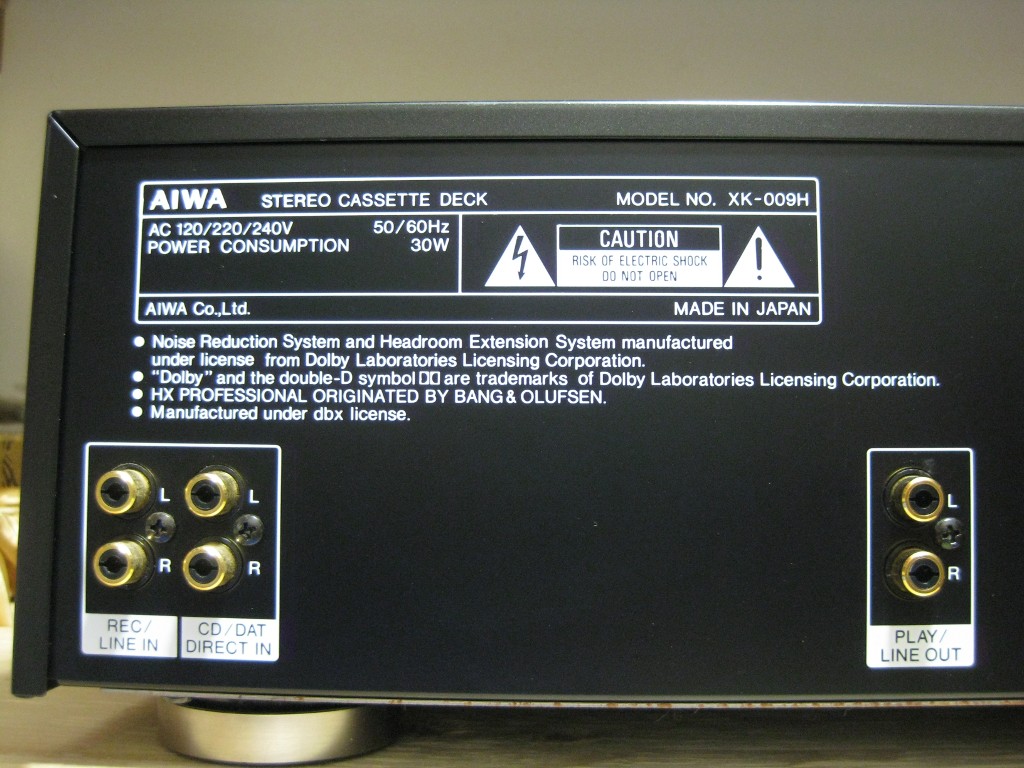 AIWA STEREO CASSETTE DECK MODEL NO. XK-009H
AC 120/220/240V 50/60Hz
POWER CONSUMPTION 30W
CAUTION
RISK OF ELECTRIC SHOCK
DO NOT OPEN
AIWA Co.,Ltd. MADE IN JAPAN
● Noise Reduction System and Headroom Extension System manufactured
under license from Dolby Laboratories Licensing Corporation.
● "Dolby" and the double-D symbol are trademarks of Dolby Laboratories Licensing Corporation.
● HX PROFESSIONAL ORIGINATED BY BANG & OLUFSEN.
● Manufactured under dbx license.
L L
R R
REC/
LINE IN
CD/DAT
DIRECT IN
L
R
PLAY/
LINE OUT